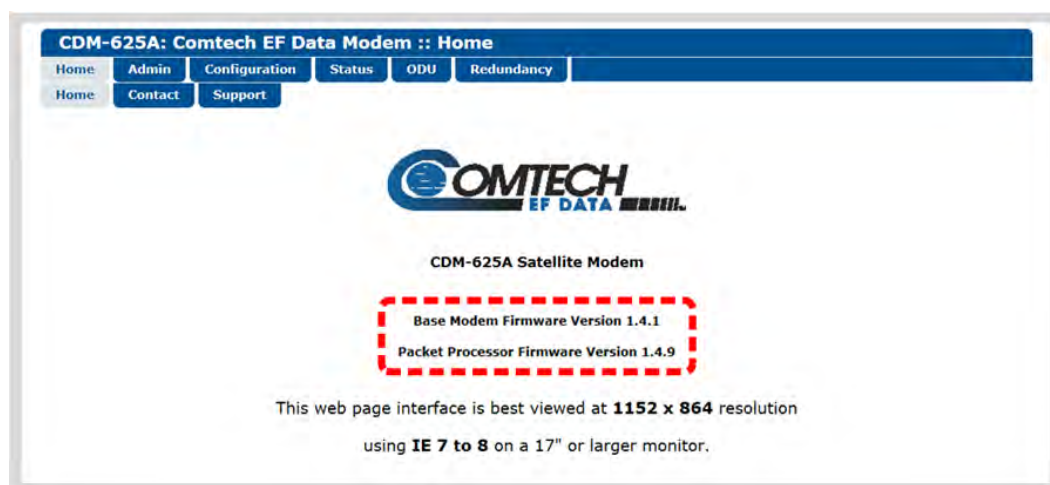 CDM-625A: Comtech EF Data Modem :: Home
Home Admin Configuration Status ODU Redundancy
Home Contact Support
COMTECH
EF DATA
CDM-625A Satellite Modem
Base Modem Firmware Version 1.4.1
Packet Processor Firmware Version 1.4.9
This web page interface is best viewed at 1152 x 864 resolution
using IE 7 to 8 on a 17" or larger monitor.